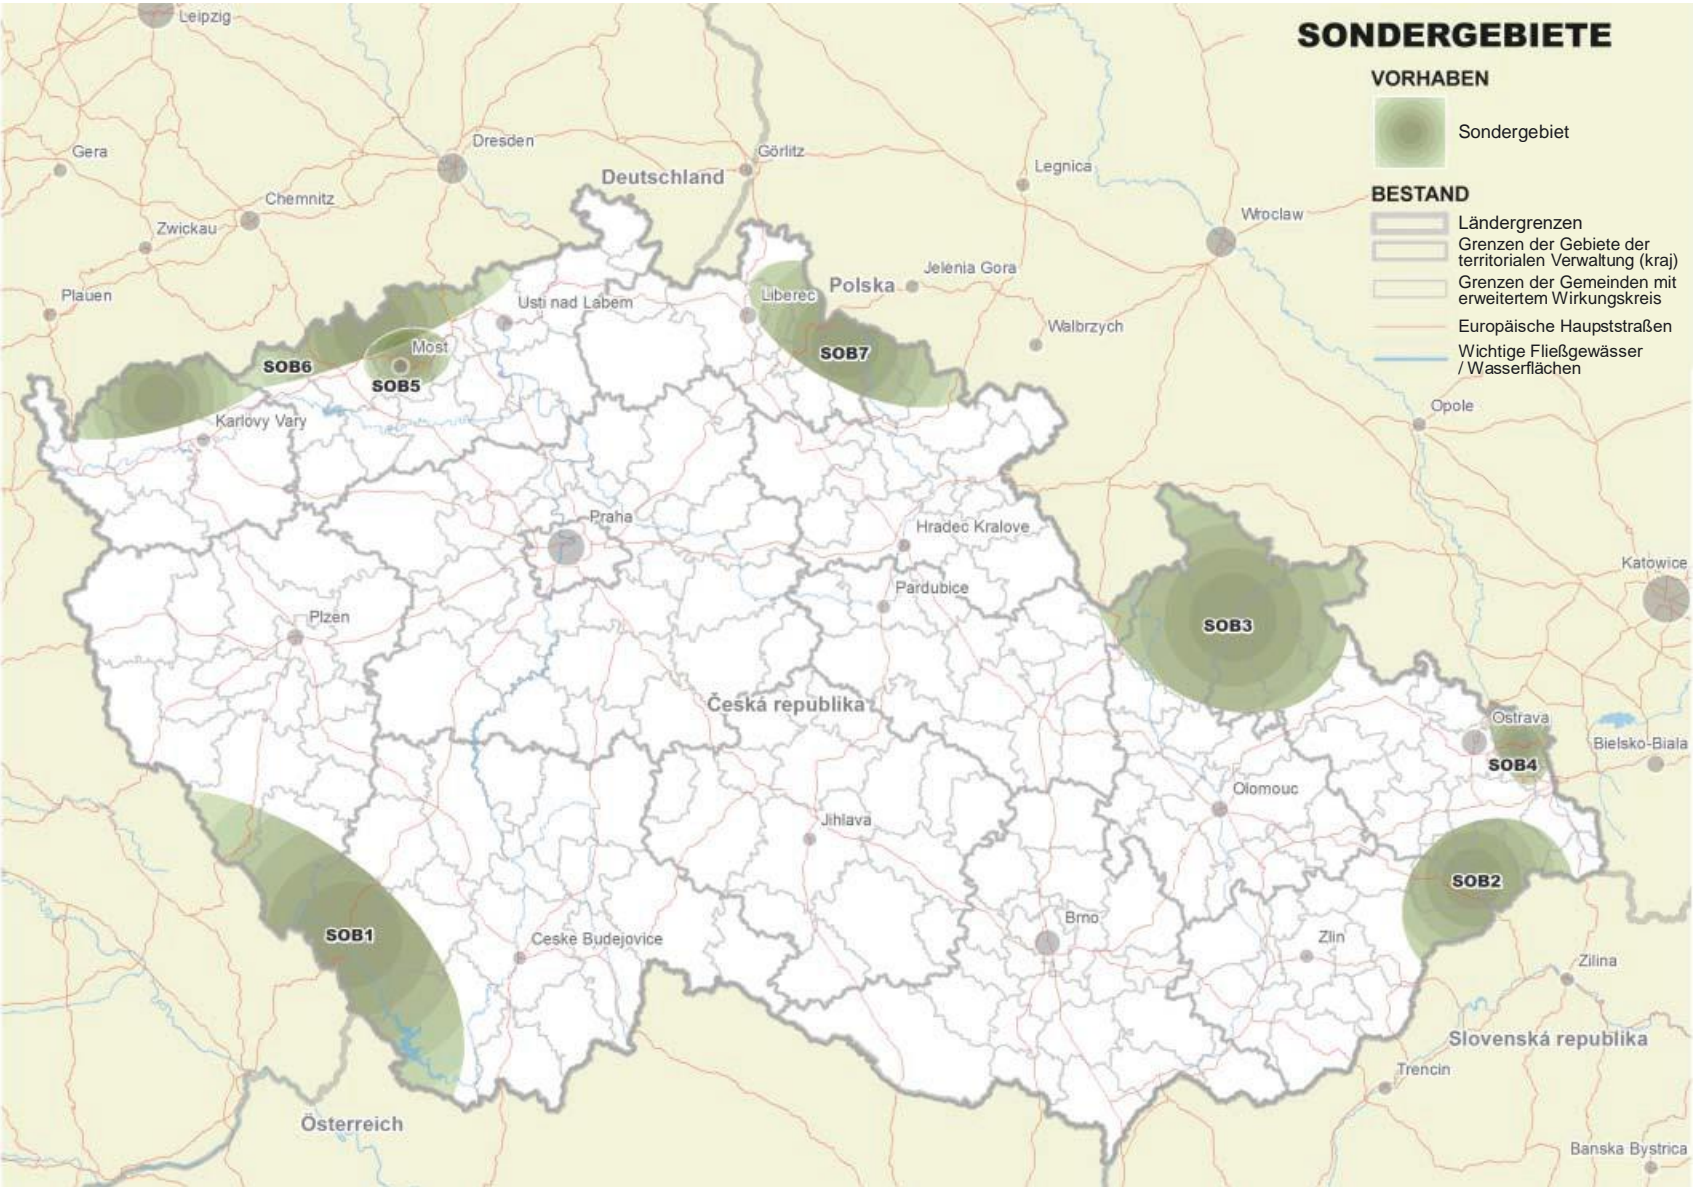 SONDERGEBIETE
VORHABEN
Sondergebiet
BESTAND
Ländergrenzen
Grenzen der Gebiete der
territorialen Verwaltung (kraj)
Grenzen der Gemeinden mit
erweitertem Wirkungskreis
Europäische Haupststraßen
Wichtige Fließgewässer
/ Wasserflächen
Leipzig
Dresden
Gera
Görlitz
Deutschland
Legnica
Chemnitz
Wroclaw
Zwickau
Jelenia Gora
Polska
Plauen
Liberec
Usti nad Labem
Walbrzych
Most
SOB7
SOB6
SOB5
Opole
Karlovy Vary
Praha
Hradec Kralove
Katowice
Pardubice
Plzen
SOB3
Česká republika
Ostrava
Bielsko-Biala
SOB4
Olomouc
Jihlava
SOB2
Brno
SOB1
Ceske Budejovice
Zlin
Zilina
Slovenská republika
Trencin
Österreich
Banska Bystrica